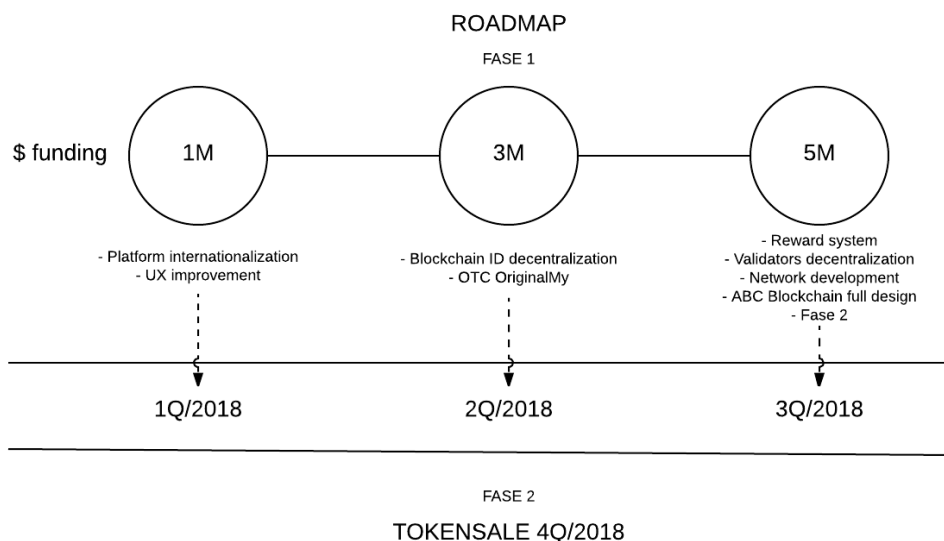 ROADMAP
FASE 1
$ funding
1M
3M
5M
- Platform internationalization
- UX improvement
- Blockchain ID decentralization
- OTC OriginalMy
- Reward system
- Validators decentralization
- Network development
- ABC Blockchain full design
- Fase 2
1Q/2018
2Q/2018
3Q/2018
FASE 2
TOKENSALE 4Q/2018